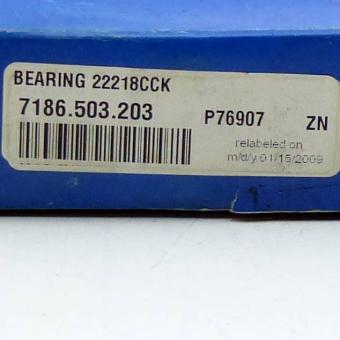 BEARING 22218CCK
7186.503.203 P76907 ZN
relabeled on
m/d/y 01/15/2009